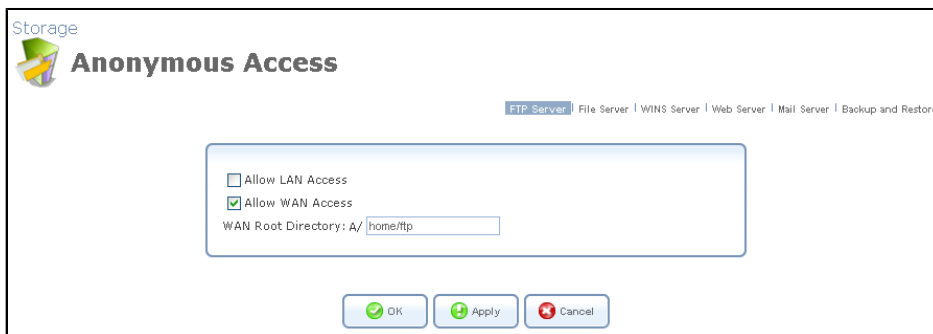 Storage
Anonymous Access
FTP Server | File Server | WINS Server | Web Server | Mail Server | Backup and Restor
Allow LAN Access
Allow WAN Access
WAN Root Directory: A/ home/ftp
OK Apply Cancel